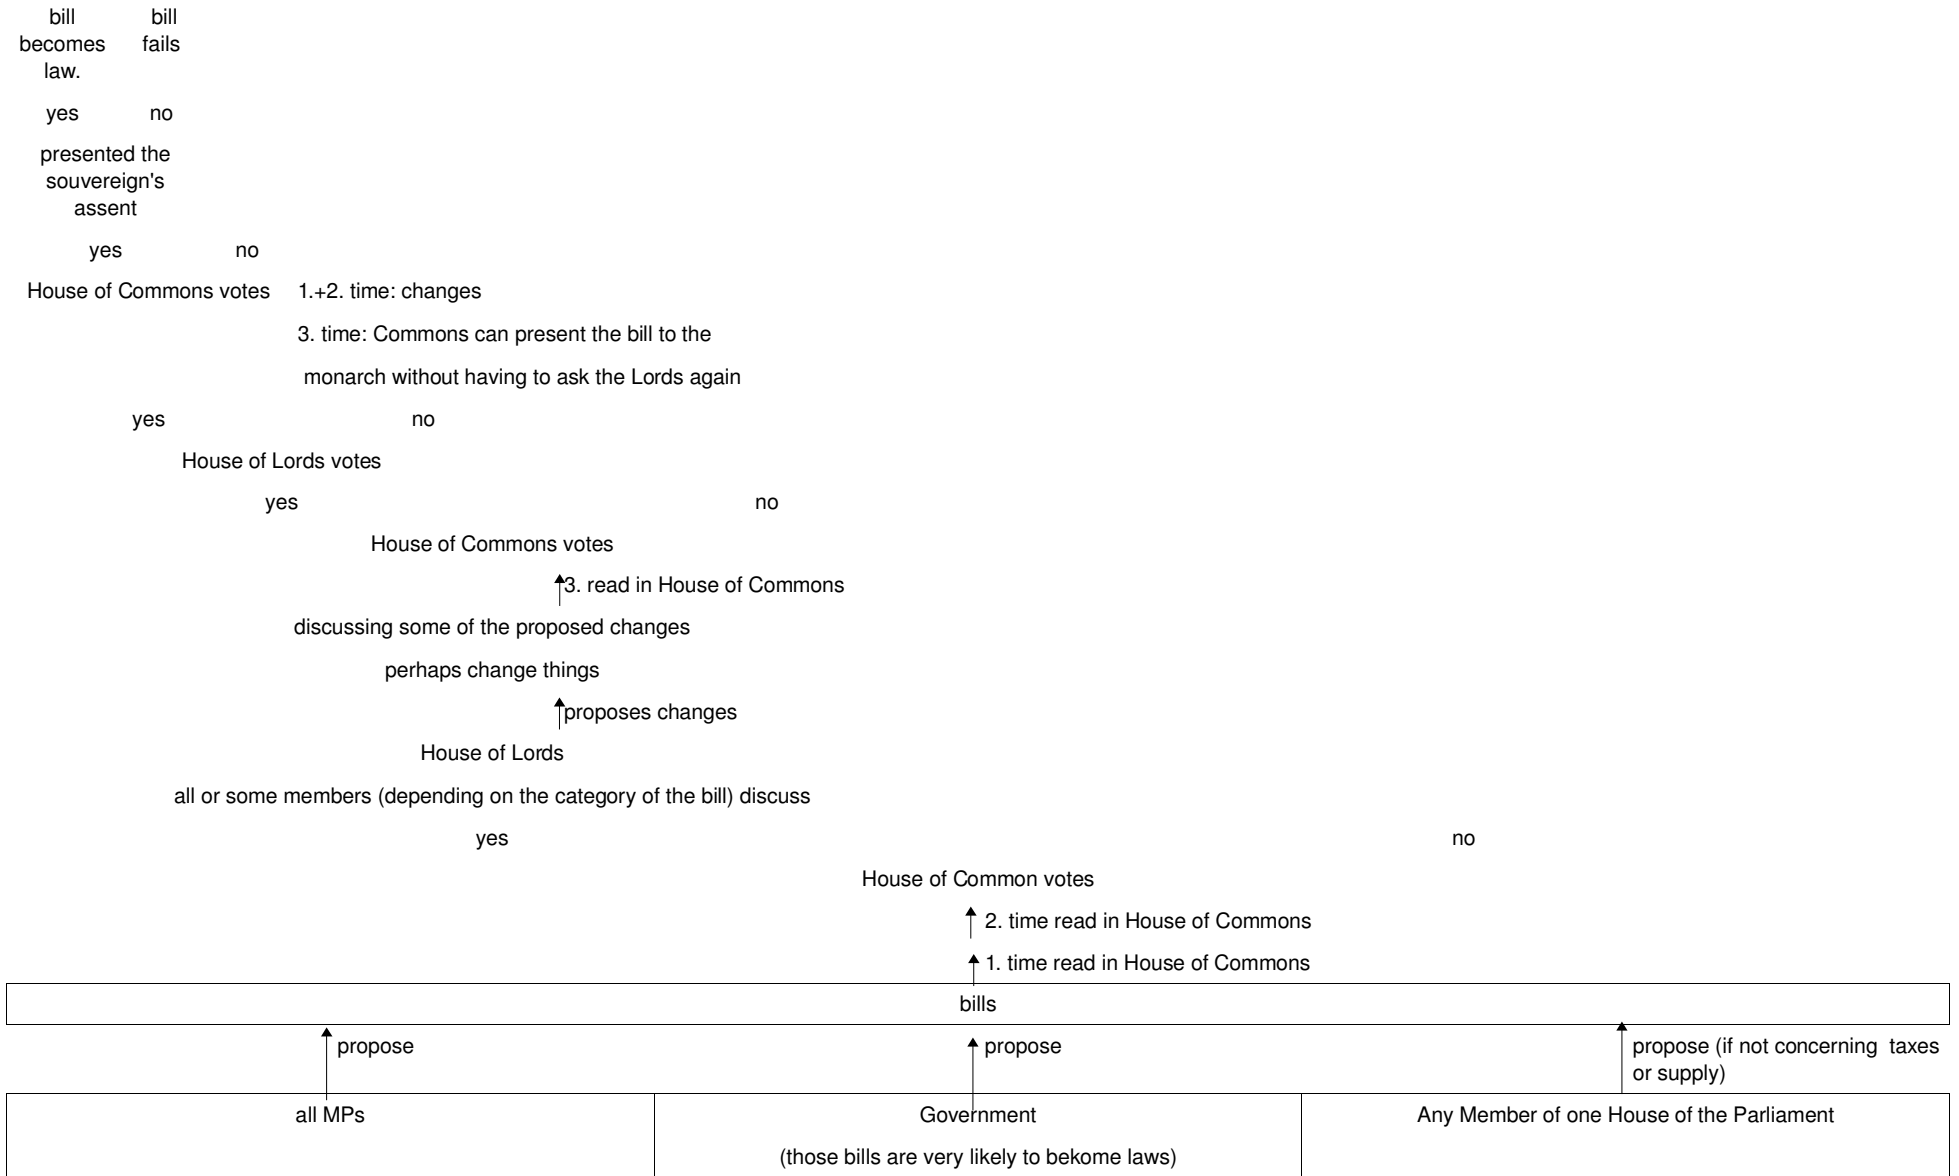 bill bill
becomes fails
law.
yes no
presented the
souvereign's
assent
yes no
House of Commons votes 1.+2. time: changes
3. time: Commons can present the bill to the
monarch without having to ask the Lords again
yes no
House of Lords votes
yes no
House of Commons votes
3. read in House of Commons
discussing some of the proposed changes
perhaps change things
proposes changes
House of Lords
all or some members (depending on the category of the bill) discuss
yes no
House of Common votes
2. time read in House of Commons
1. time read in House of Commons
bills
propose propose propose (if not concerning taxes
or supply)
all MPs Government Any Member of one House of the Parliament
(those bills are very likely to bekome laws)